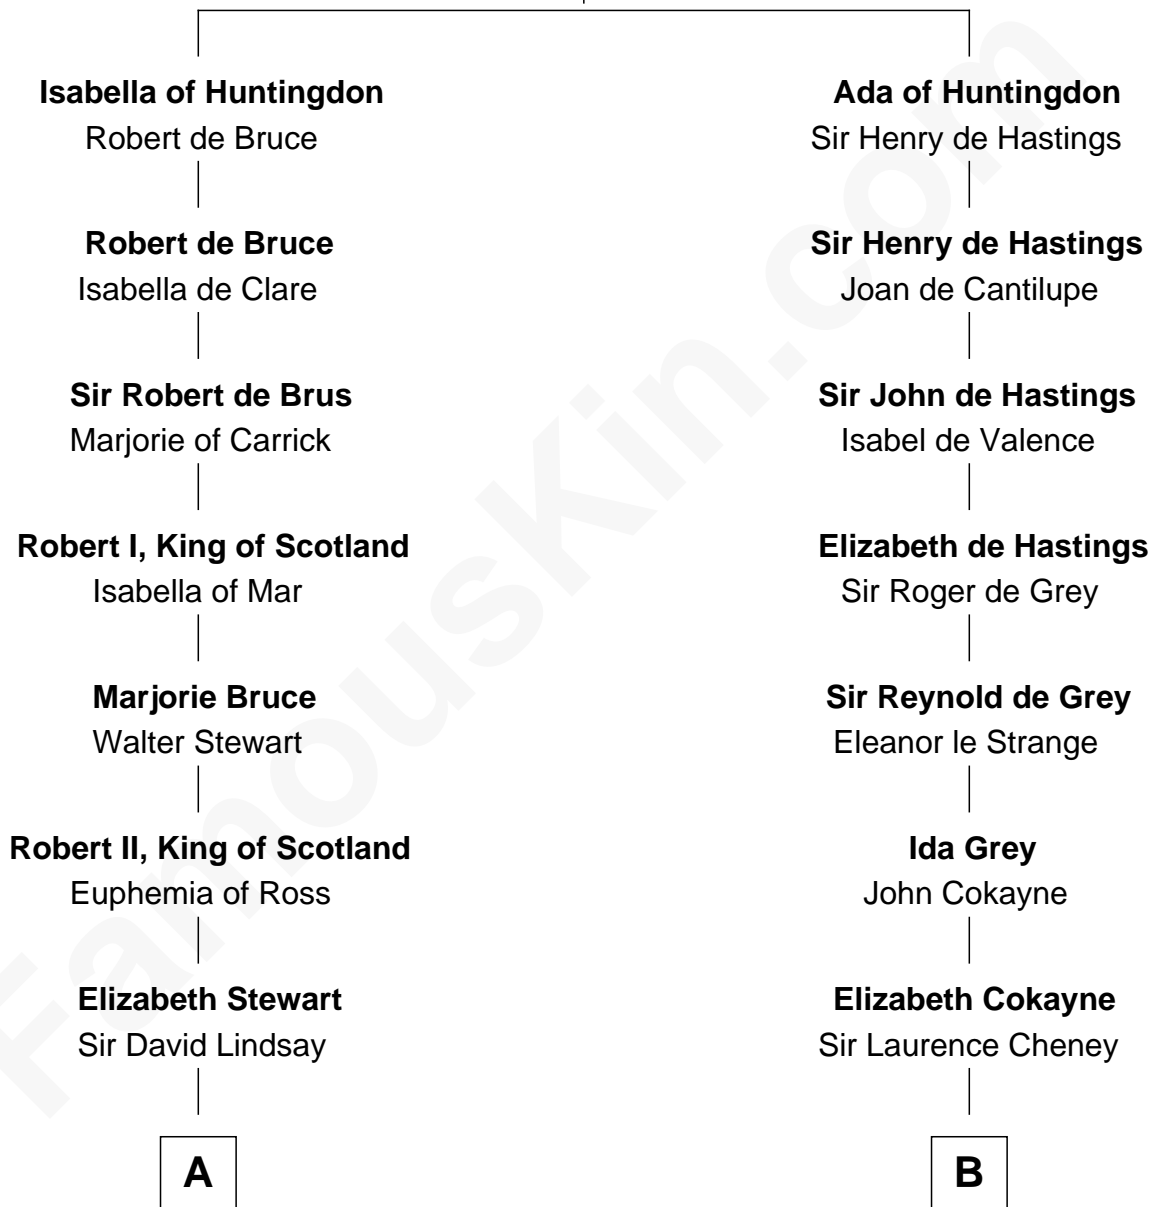 Isabella of Huntingdon
Robert de Bruce
Robert de Bruce
Isabella de Clare
Sir Robert de Brus
Marjorie of Carrick
Robert I, King of Scotland
Isabella of Mar
Marjorie Bruce
Walter Stewart
Robert II, King of Scotland
Euphemia of Ross
Elizabeth Stewart
Sir David Lindsay
A
Ada of Huntingdon
Sir Henry de Hastings
Sir Henry de Hastings
Joan de Cantilupe
Sir John de Hastings
Isabel de Valence
Elizabeth de Hastings
Sir Roger de Grey
Sir Reynold de Grey
Eleanor le Strange
Ida Grey
John Cokayne
Elizabeth Cokayne
Sir Laurence Cheney
B
FamousKin.com